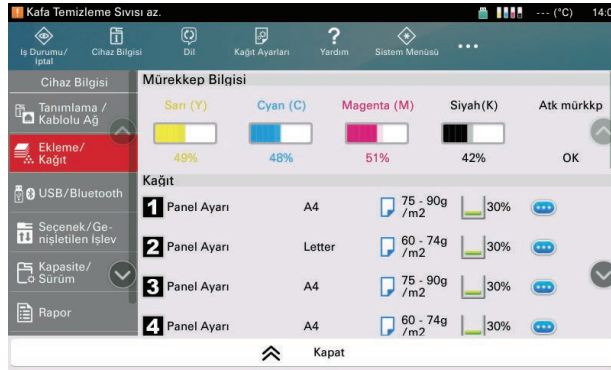 Kafa Temizleme Sıvısı az.
--- (°C)
14:0
İş Durumu/
İptal
Cihaz Bilgisi
Dil
Kağıt Ayarları
Yardım
Sistem Menüsü
Cihaz Bilgisi
Tanımlama /
Kablolu Ağ
Ekleme/
Kağıt
USB/Bluetooth
Seçenek/Ge-
nişletilen İşlev
Kapasite/
Sürüm
Rapor
Mürekkep Bilgisi
Sarı (Y) Cyan (C) Magenta (M) Siyah(K) Atk mürkkp
49% 48% 51% 42% OK
Kağıt
1 Panel Ayarı A4 75 - 90g /m2 30%
2 Panel Ayarı Letter 60 - 74g /m2 30%
3 Panel Ayarı A4 75 - 90g /m2 30%
4 Panel Ayarı A4 60 - 74g /m2 30%
Kapat